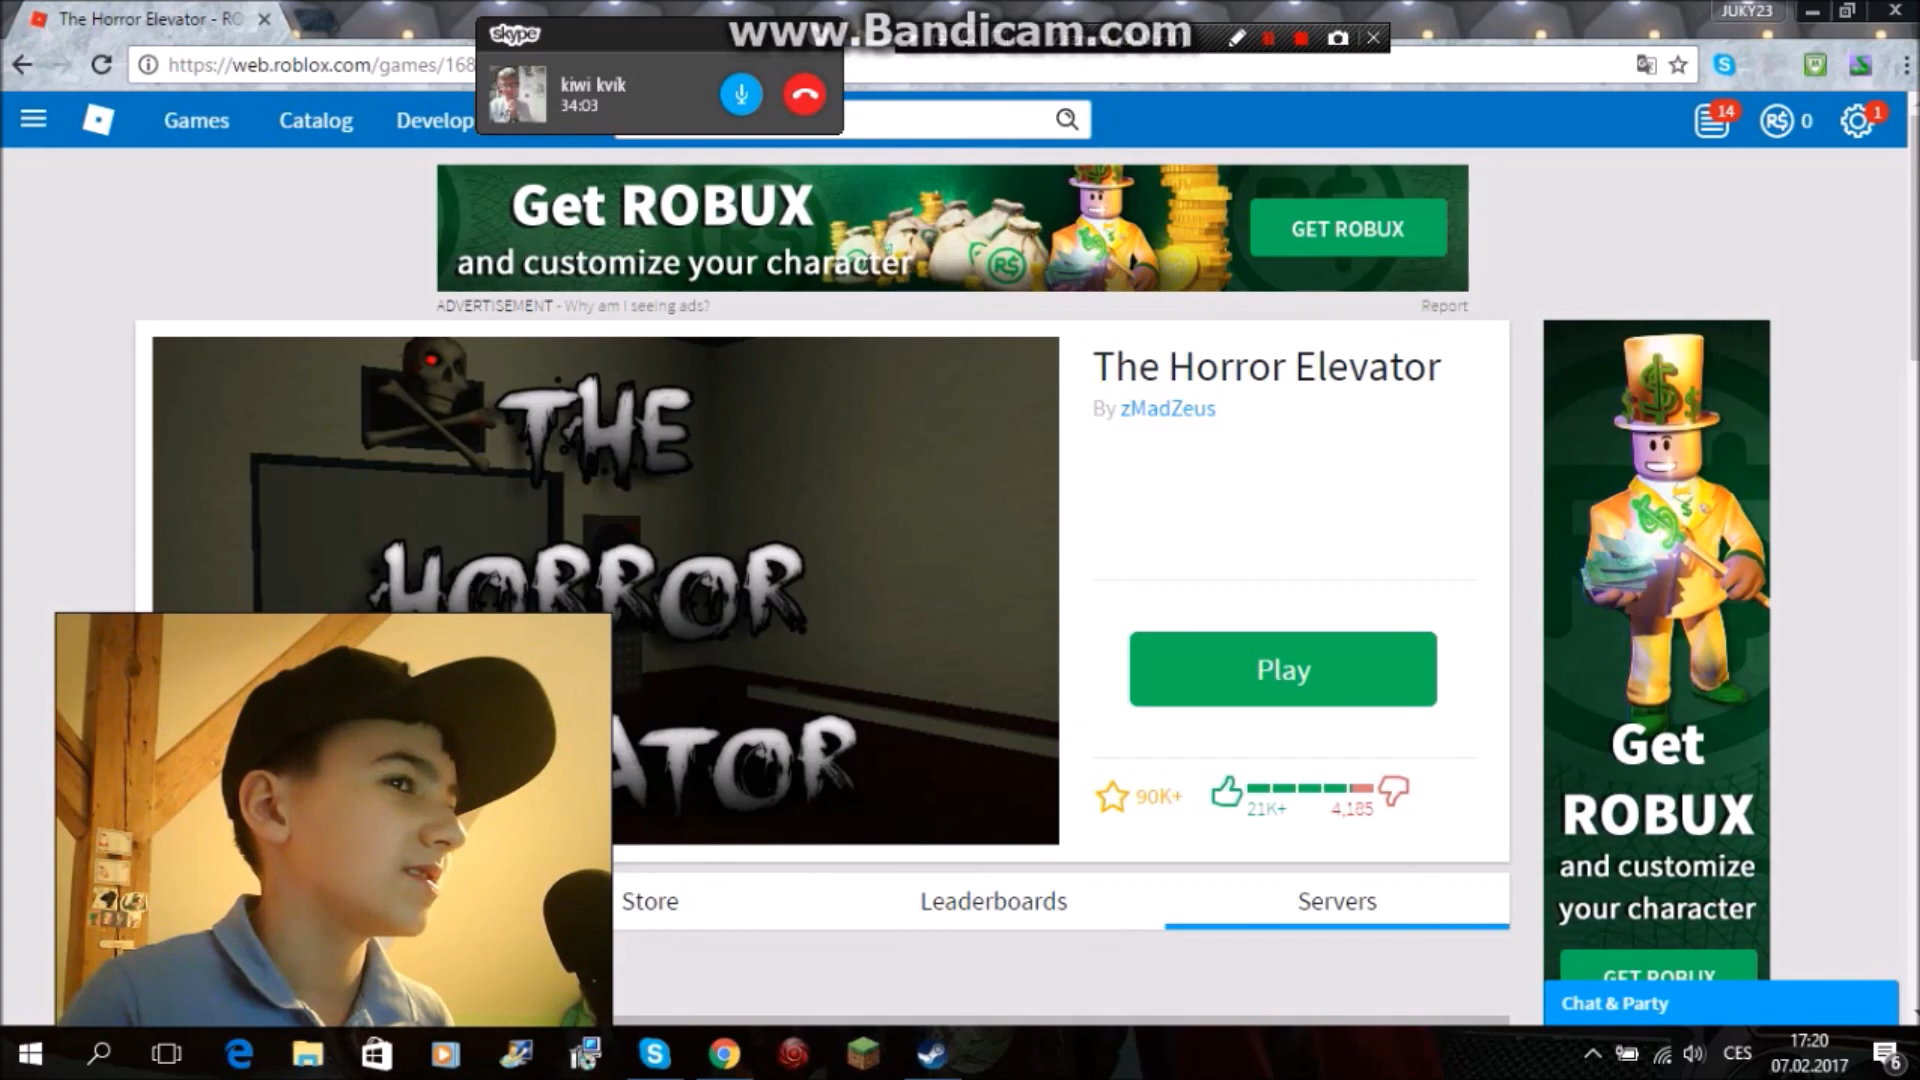 The Horror Elevator - RO
JUKY23
www.Bandicam.com
skype
kiwi kvík
34:03
https://web.roblox.com/games/168
Games
Catalog
Develop
14
R$ 0
1
Get ROBUX
and customize your character
GET ROBUX
ADVERTISEMENT - Why am I seeing ads?
Report
THE
HORROR
ATOR
The Horror Elevator
By zMadZeus
Play
90K+
21K+
4,185
Store
Leaderboards
Servers
Get
ROBUX
and customize
your character
GET ROBUX
Chat & Party
CES
17:20
07.02.2017
6